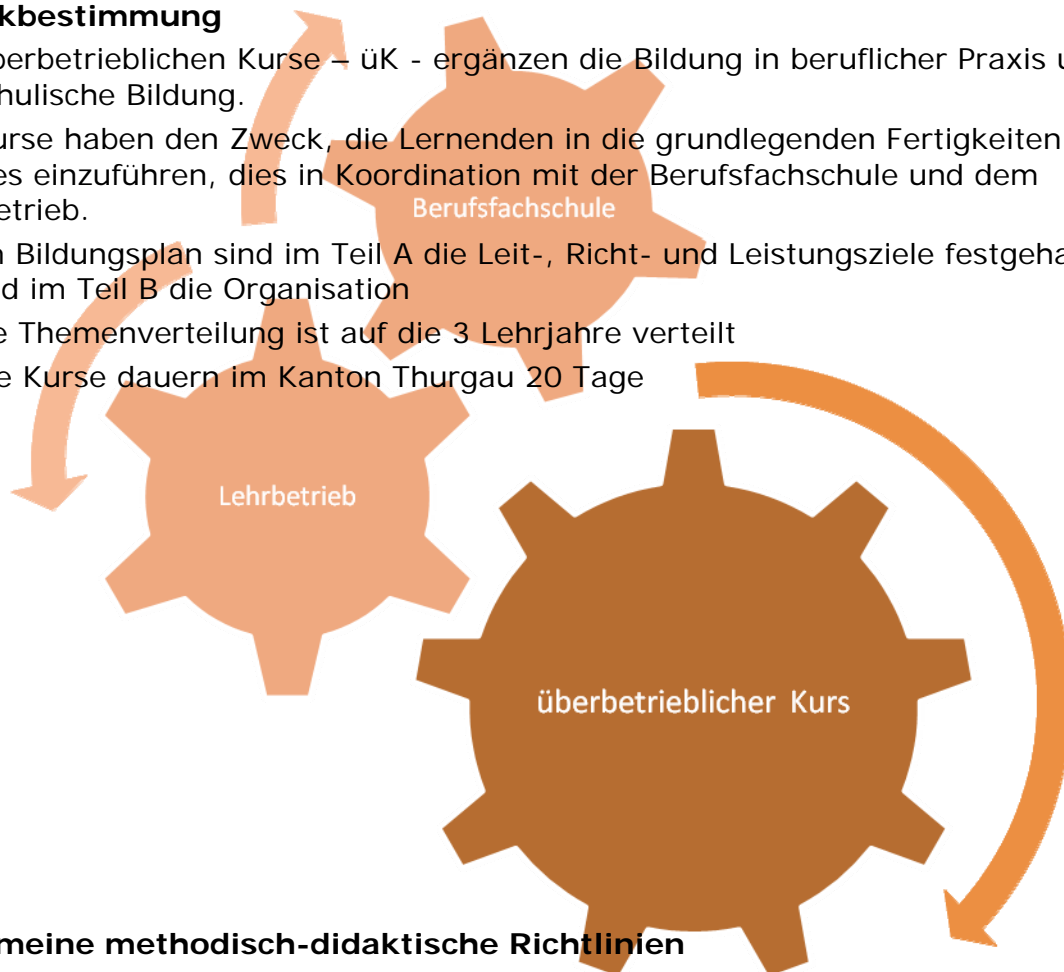 kbestimmung
berbetrieblichen Kurse – üK - ergänzen die Bildung in beruflicher Praxis u
hulische Bildung.
urse haben den Zweck, die Lernenden in die grundlegenden Fertigkeiten
es einzuführen, dies in Koordination mit der Berufsfachschule und dem
etrieb.
Berufsfachschule
n Bildungsplan sind im Teil A die Leit-, Richt- und Leistungsziele festgeha
d im Teil B die Organisation
e Themenverteilung ist auf die 3 Lehrjahre verteilt
e Kurse dauern im Kanton Thurgau 20 Tage
Lehrbetrieb
überbetrieblicher Kurs
meine methodisch-didaktische Richtlinien